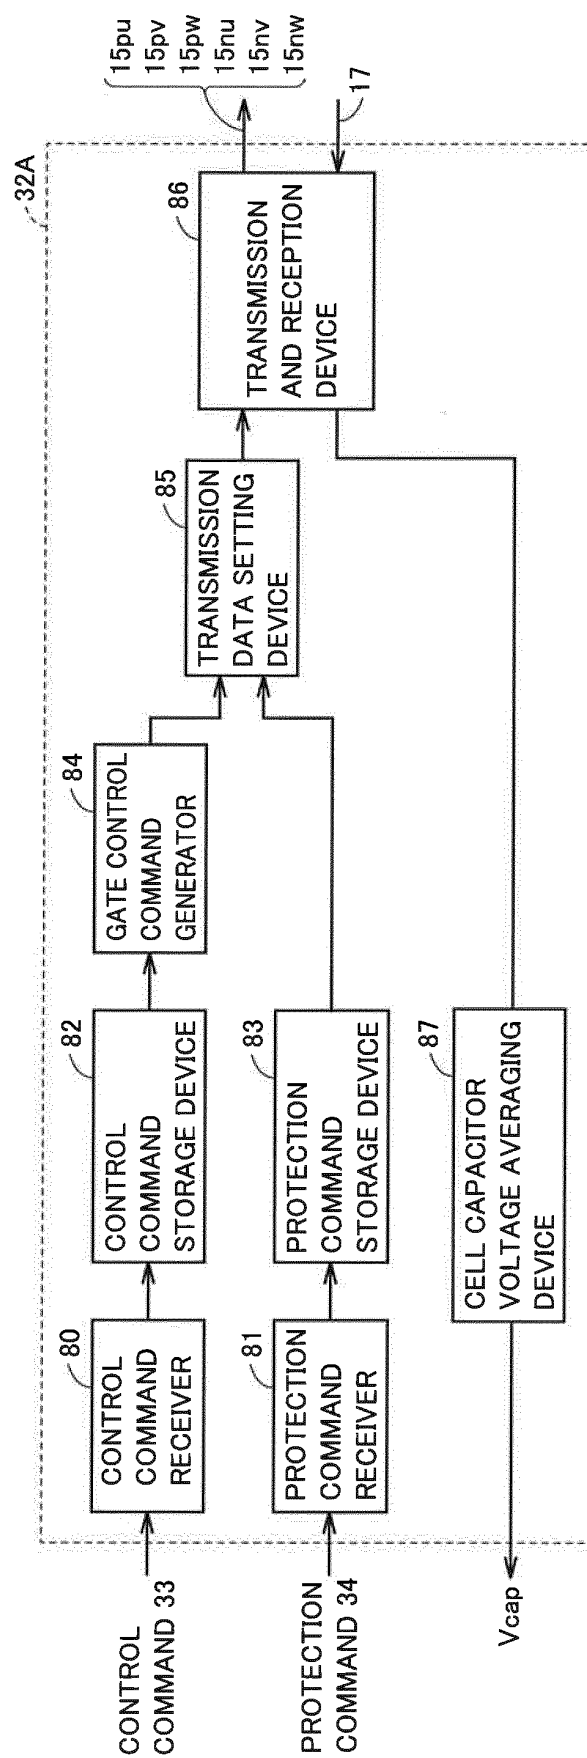 32A
CONTROL
COMMAND 33
80
CONTROL
COMMAND
RECEIVER
82
CONTROL
COMMAND
STORAGE DEVICE
84
GATE CONTROL
COMMAND
GENERATOR
PROTECTION
COMMAND 34
81
PROTECTION
COMMAND
RECEIVER
83
PROTECTION
COMMAND
STORAGE DEVICE
85
TRANSMISSION
DATA SETTING
DEVICE
86
TRANSMISSION
AND RECEPTION
DEVICE
15pu
15pv
15pw
15nu
15nv
15nw
17
87
CELL CAPACITOR
VOLTAGE AVERAGING
DEVICE
Vcap